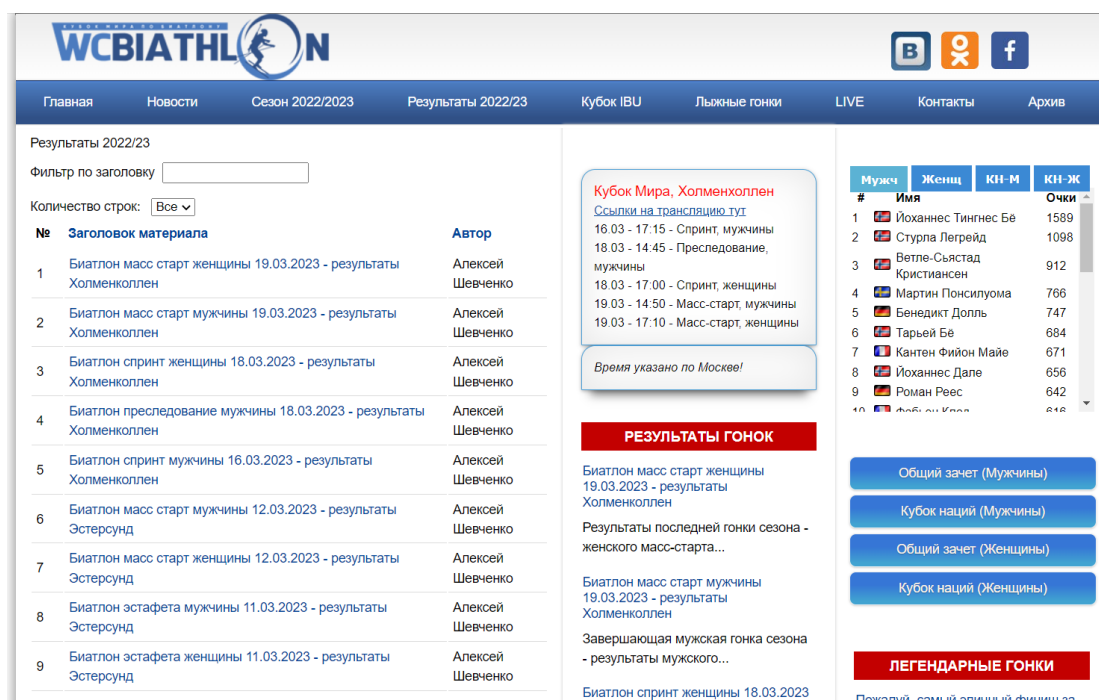 КУБОК МИРА ПО БИАТЛОНУ
WCBIATHLON
Главная Новости Сезон 2022/2023 Результаты 2022/23 Кубок IBU Лыжные гонки LIVE Контакты Архив
Результаты 2022/23
Фильтр по заголовку
Количество строк: Все
№ Заголовок материала Автор
1 Биатлон масс старт женщины 19.03.2023 - результаты Алексей
Холменколлен Шевченко
2 Биатлон масс старт мужчины 19.03.2023 - результаты Алексей
Холменколлен Шевченко
3 Биатлон спринт женщины 18.03.2023 - результаты Алексей
Холменколлен Шевченко
4 Биатлон преследование мужчины 18.03.2023 - результаты Алексей
Холменколлен Шевченко
5 Биатлон спринт мужчины 16.03.2023 - результаты Алексей
Холменколлен Шевченко
6 Биатлон масс старт мужчины 12.03.2023 - результаты Алексей
Эстерсунд Шевченко
7 Биатлон масс старт женщины 12.03.2023 - результаты Алексей
Эстерсунд Шевченко
8 Биатлон эстафета мужчины 11.03.2023 - результаты Алексей
Эстерсунд Шевченко
9 Биатлон эстафета женщины 11.03.2023 - результаты Алексей
Эстерсунд Шевченко
Кубок Мира, Холменхоллен
Ссылки на трансляцию тут
16.03 - 17:15 - Спринт, мужчины
18.03 - 14:45 - Преследование,
мужчины
18.03 - 17:00 - Спринт, женщины
19.03 - 14:50 - Масс-старт, мужчины
19.03 - 17:10 - Масс-старт, женщины
Время указано по Москве!
РЕЗУЛЬТАТЫ ГОНОК
Биатлон масс старт женщины
19.03.2023 - результаты
Холменколлен
Результаты последней гонки сезона -
женского масс-старта...
Биатлон масс старт мужчины
19.03.2023 - результаты
Холменколлен
Завершающая мужская гонка сезона
- результаты мужского...
Биатлон спринт женщины 18.03.2023
Мужч Женщ КН-М КН-Ж
# Имя Очки
1 Йоханнес Тингнес Бё 1589
2 Стурла Легрейд 1098
3 Ветле-Сьястад
Кристиансен 912
4 Мартин Понсилуома 766
5 Бенедикт Долль 747
6 Тарьей Бё 684
7 Кантен Фийон Майе 671
8 Йоханнес Дале 656
9 Роман Реес 642
10 Фабьен Клод 616
Общий зачет (Мужчины)
Кубок наций (Мужчины)
Общий зачет (Женщины)
Кубок наций (Женщины)
ЛЕГЕНДАРНЫЕ ГОНКИ
Пожалуй, самый эпичный финиш за